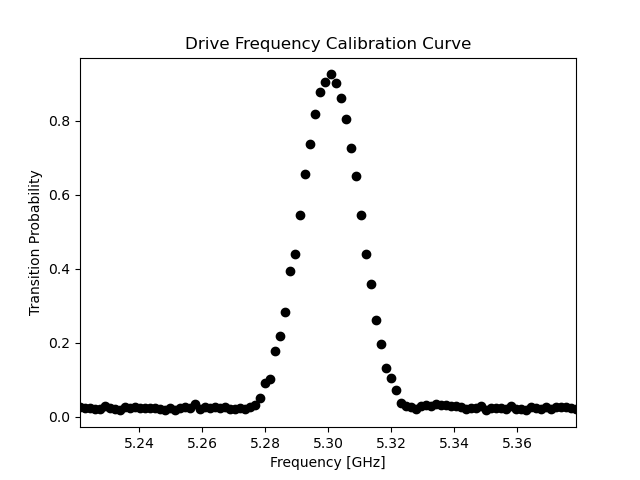 Drive Frequency Calibration Curve
Transition Probability
0.8
0.6
0.4
0.2
0.0
5.24 5.26 5.28 5.30 5.32 5.34 5.36
Frequency [GHz]